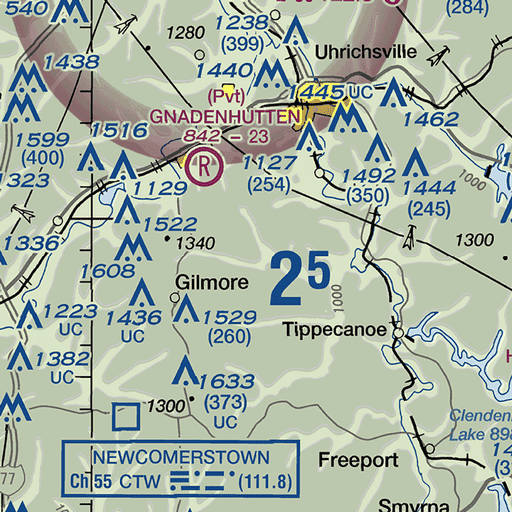 540
1238
(399)
1280
(284)
Uhrichsville
1438
1440
(Pvt)
1445 UC
GNADENHUTTEN
842 – 23
R
1462
1599
(400)
1516
1127
(254)
1492
(350)
1444
(245)
1000
1323
1129
1522
1340
1336
1300
1608
25
Gilmore
1436
UC
1529
(260)
1000
1223
UC
Tippecanoe
1382
UC
1633
(373)
UC
1300
Lake 898
NEWCOMERSTOWN
Ch 55 CTW (111.8)
Freeport
77
Smyrna